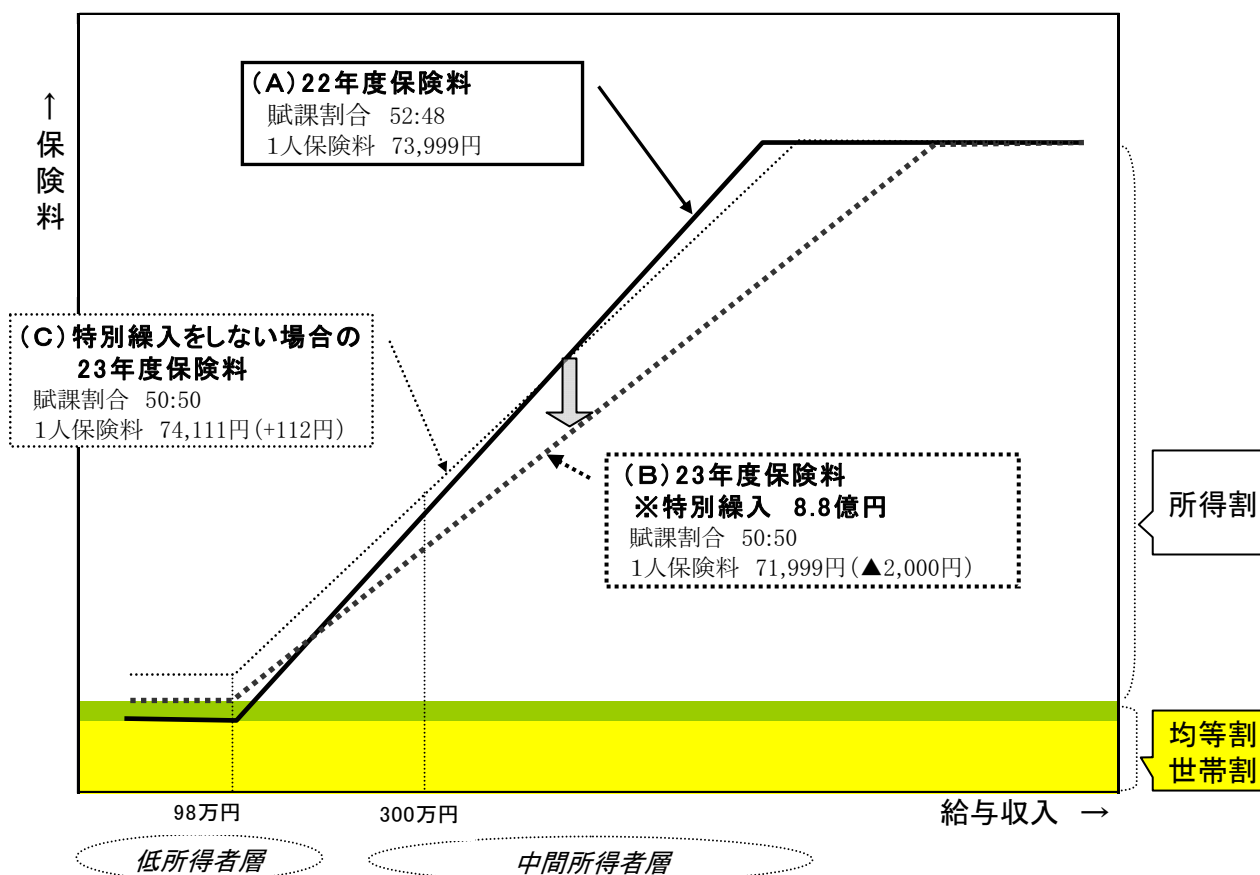 (A)22年度保険料
賦課割合 52:48
1人保険料 73,999円
↑
保険料
(C)特別繰入をしない場合の
23年度保険料
賦課割合 50:50
1人保険料 74,111円(+112円)
(B)23年度保険料
※特別繰入 8.8億円
賦課割合 50:50
1人保険料 71,999円(▲2,000円)
所得割
均等割
世帯割
98万円
300万円
給与収入 →
低所得者層
中間所得者層